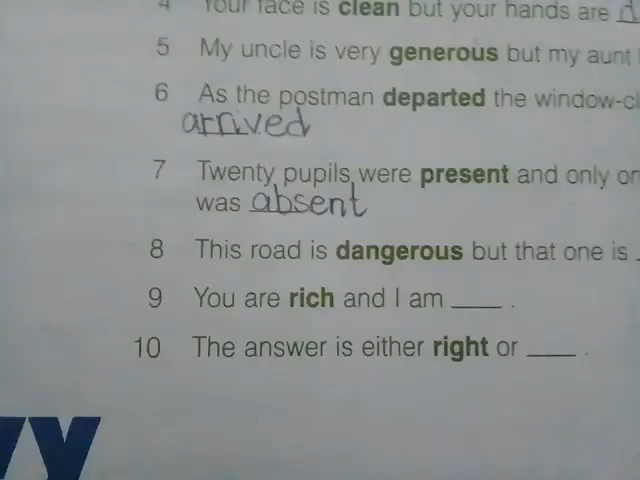 4 Your face is clean but your hands are
5 My uncle is very generous but my aunt
6 As the postman departed the window-cl
arrived
7 Twenty pupils were present and only on
was absent
8 This road is dangerous but that one is
9 You are rich and I am ____ .
10 The answer is either right or ____ .